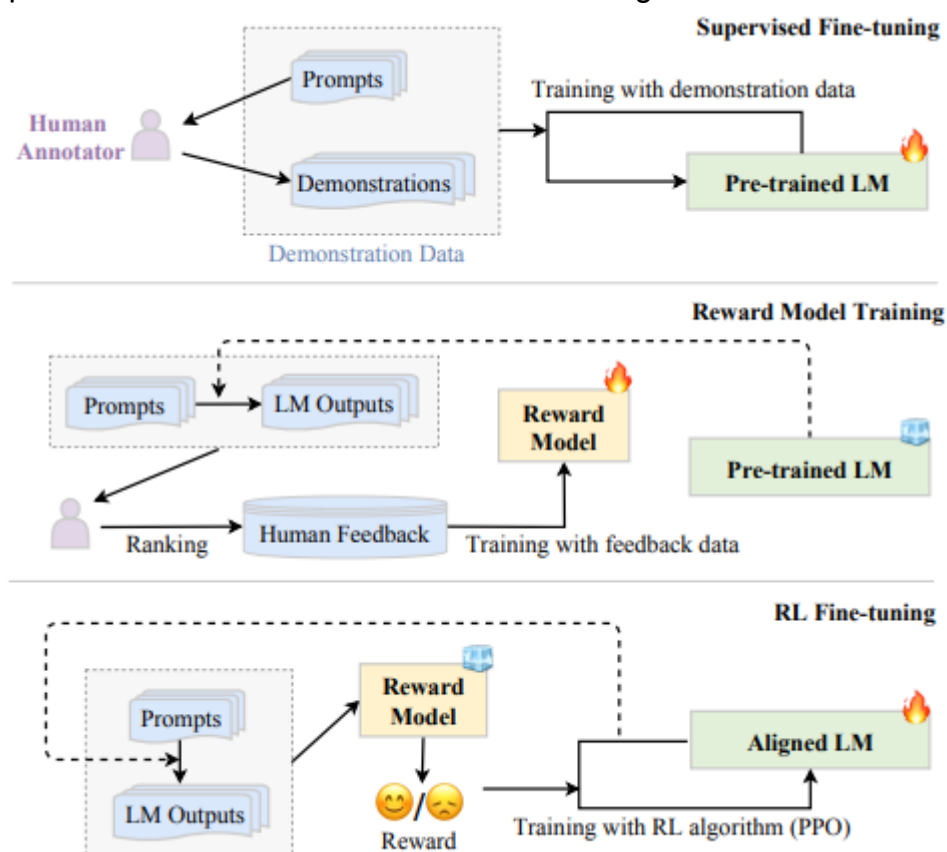 Supervised Fine-tuning
Prompts
Training with demonstration data
Human
Annotator
Demonstrations
Pre-trained LM
Demonstration Data
Reward Model Training
Prompts
LM Outputs
Reward
Model
Pre-trained LM
Ranking
Human Feedback
Training with feedback data
RL Fine-tuning
Prompts
Reward
Model
Aligned LM
LM Outputs
Reward
Training with RL algorithm (PPO)